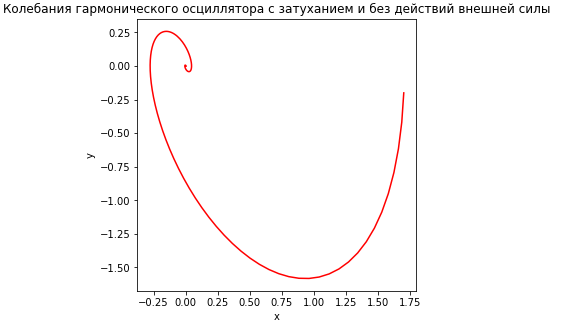 Колебания гармонического осциллятора с затуханием и без действий внешней силы
0.25
0.00
−0.25
−0.50
−0.75
−1.00
−1.25
−1.50
y
−0.25 0.00 0.25 0.50 0.75 1.00 1.25 1.50 1.75
x